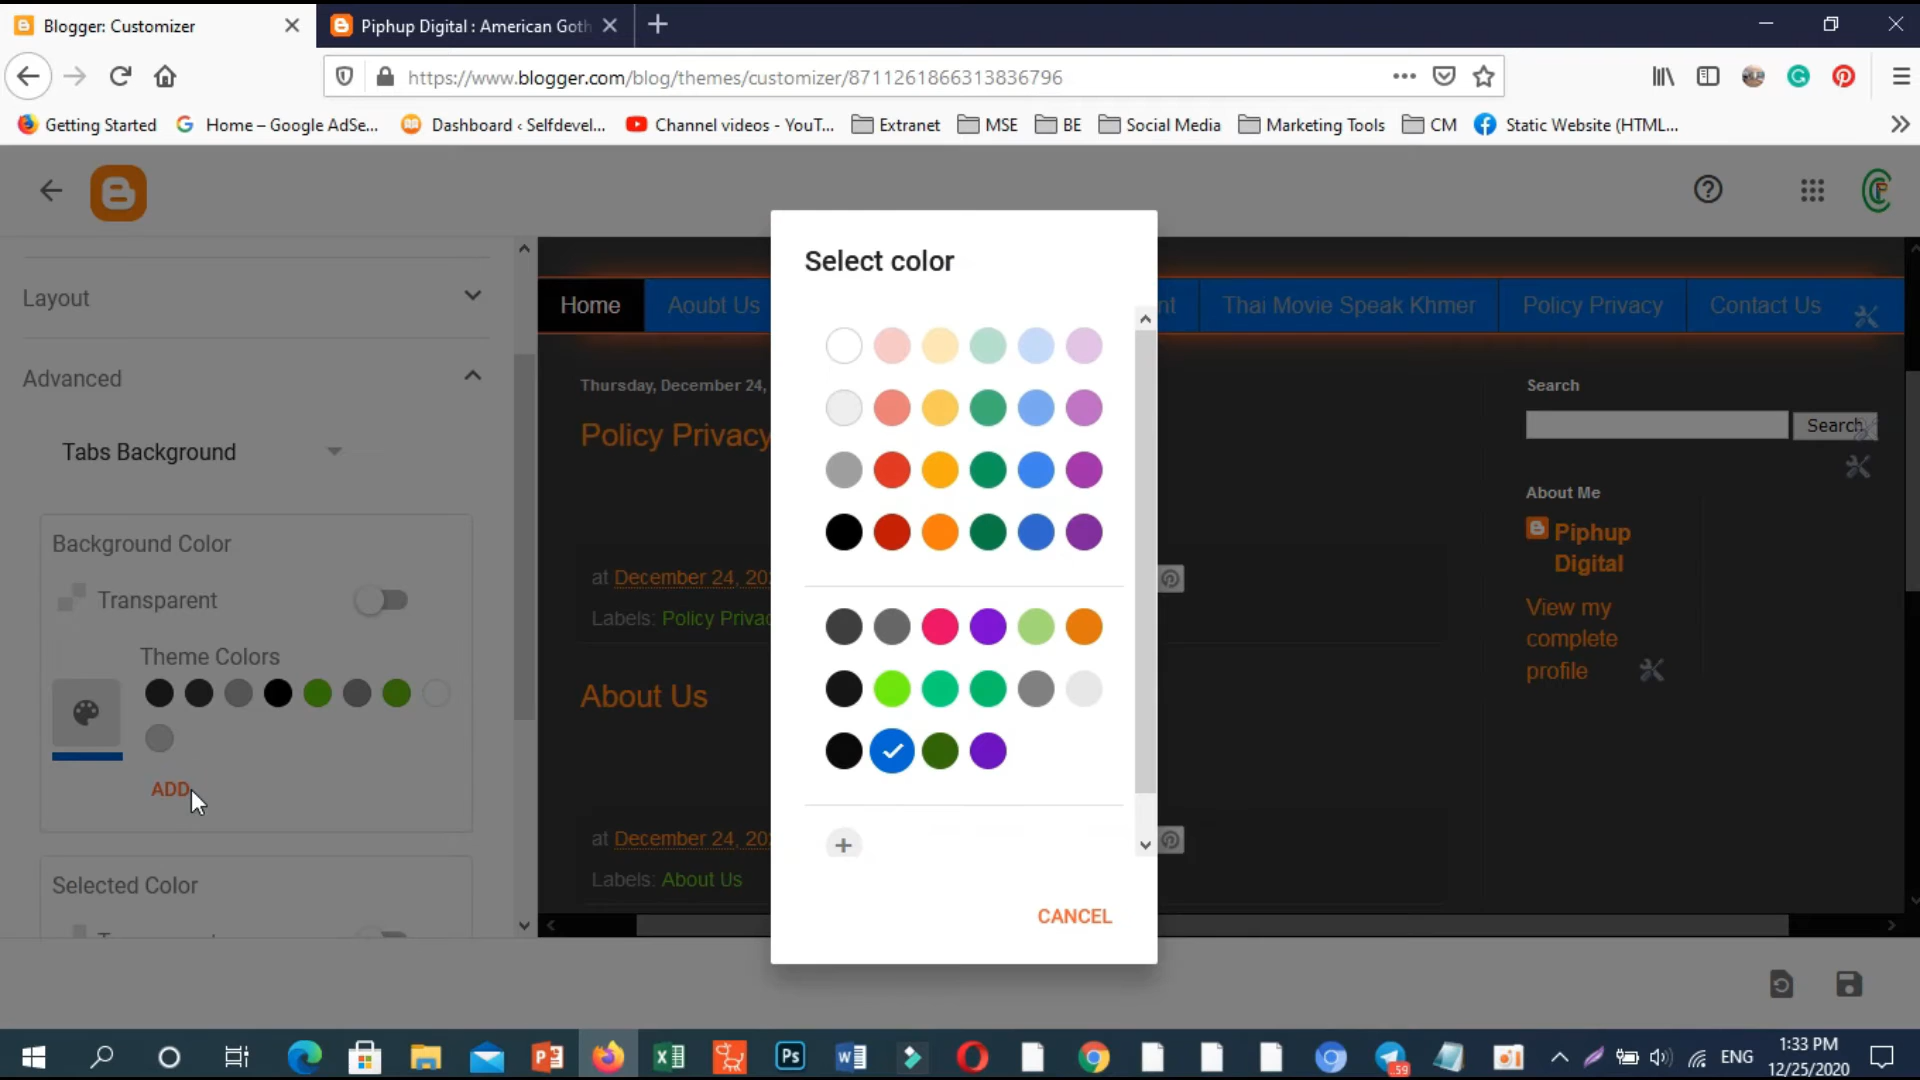 Blogger: Customizer
Piphup Digital : American Goth
https://www.blogger.com/blog/themes/customizer/8711261866313836796
Getting Started
Home – Google AdSe...
Dashboard ‹ Selfdevel...
Channel videos - YouT...
Extranet
MSE
BE
Social Media
Marketing Tools
CM
Static Website (HTML...
Layout
Advanced
Tabs Background
Background Color
Transparent
Theme Colors
ADD
Selected Color
Select color
CANCEL
Home
Aoubt Us
nt
Thai Movie Speak Khmer
Policy Privacy
Contact Us
Thursday, December 24,
Policy Privacy
at December 24, 20
Labels: Policy Privac
About Us
at December 24, 20
Labels: About Us
Search
Search
About Me
Piphup
Digital
View my
complete
profile
59
ENG
1:33 PM
12/25/2020